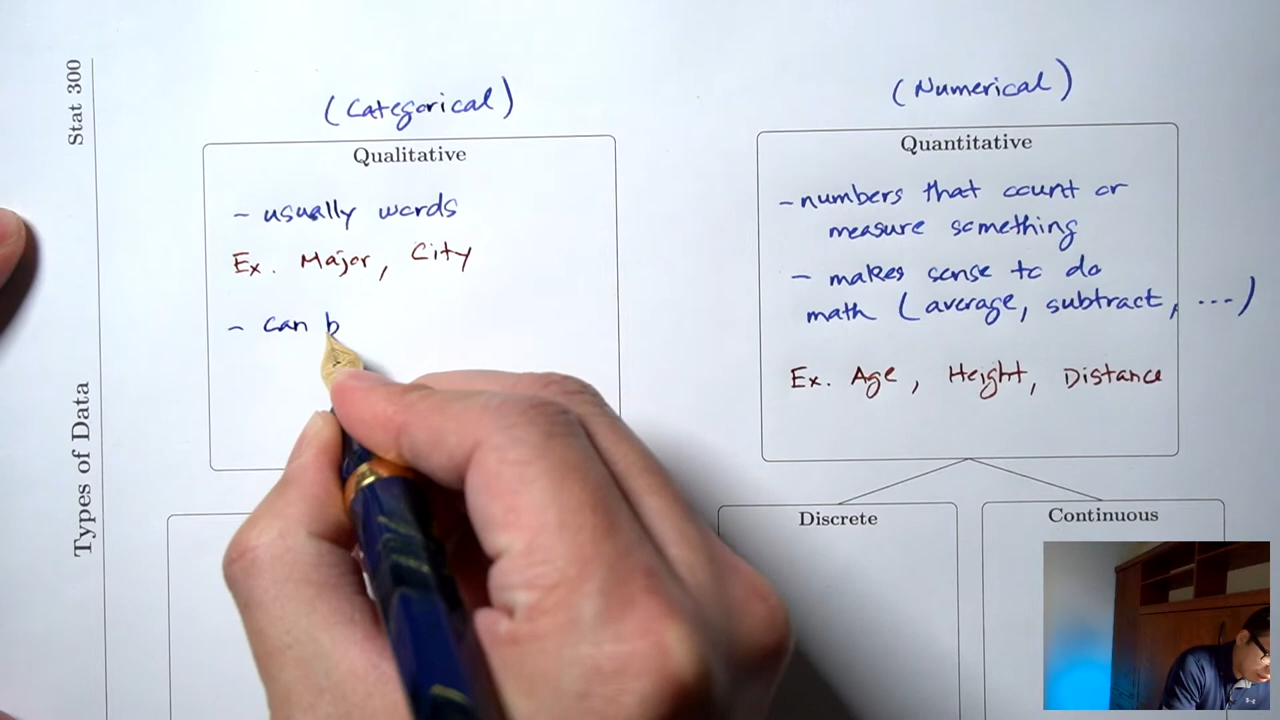 Stat 300
Types of Data
(Categorical)
Qualitative
- usually words
Ex. Major, City
- can b
(Numerical)
Quantitative
- numbers that count or
measure something
- makes sense to do
math (average, subtract, ...)
Ex. Age, Height, Distance
Discrete
Continuous